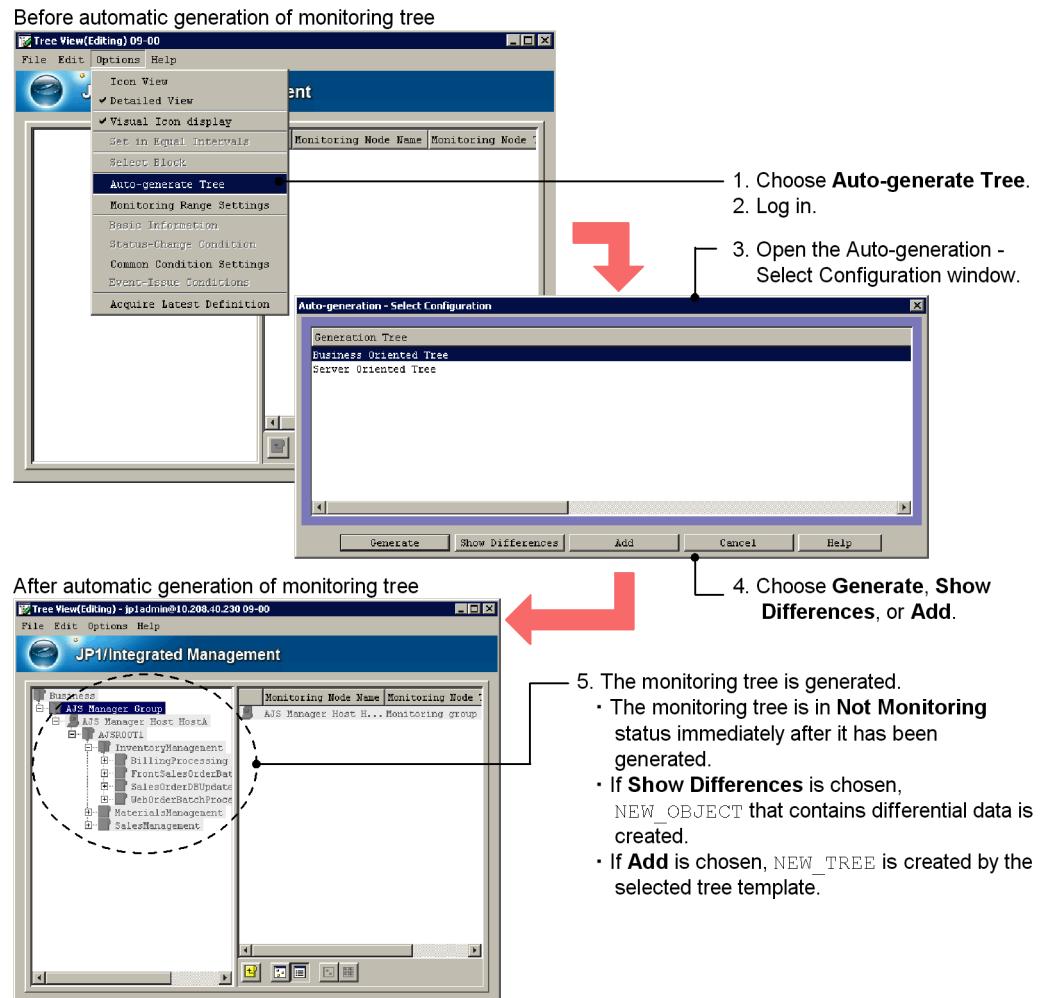 Before automatic generation of monitoring tree
Tree View(Editing) 09-00
File Edit Options Help
J
ent
Icon View
Detailed View
Visual Icon display
Set in Equal Intervals
Select Block
Auto-generate Tree
Monitoring Range Settings
Basic Information
Status-Change Condition
Common Condition Settings
Event-Issue Conditions
Acquire Latest Definition
Monitoring Node Name Monitoring Node T
1. Choose Auto-generate Tree.
2. Log in.
3. Open the Auto-generation -
Select Configuration window.
Auto-generation - Select Configuration
Generation Tree
Business Oriented Tree
Server Oriented Tree
Generate Show Differences Add Cancel Help
4. Choose Generate, Show
Differences, or Add.
After automatic generation of monitoring tree
Tree View(Editing) - jp1admin@10.208.40.230 09-00
File Edit Options Help
JP1/Integrated Management
Business
AJS Manager Group
AJS Manager Host HostA
AJSROOT1
InventoryManagement
BillingProcessing
FrontSalesOrderBat
SalesOrderDBUpdate
WebOrderBatchProce
MaterialsManagement
SalesManagement
Monitoring Node Name Monitoring Node T
AJS Manager Host H... Monitoring group
5. The monitoring tree is generated.
・The monitoring tree is in Not Monitoring
status immediately after it has been
generated.
・If Show Differences is chosen,
NEW_OBJECT that contains differential data is
created.
・If Add is chosen, NEW_TREE is created by the
selected tree template.